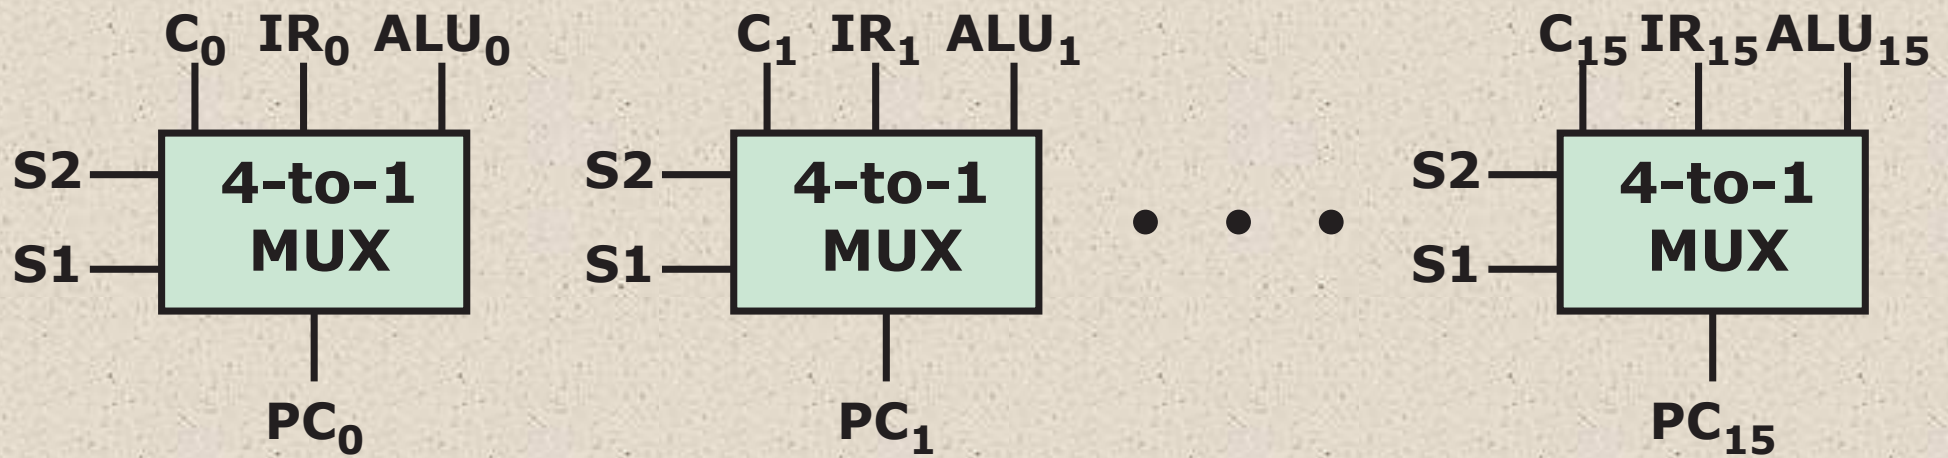 C0 IR0 ALU0 C1 IR1 ALU1 C15 IR15 ALU15
S2 4-to-1 S2 4-to-1 S2 4-to-1
S1 MUX S1 MUX S1 MUX
PC0 PC1 PC15